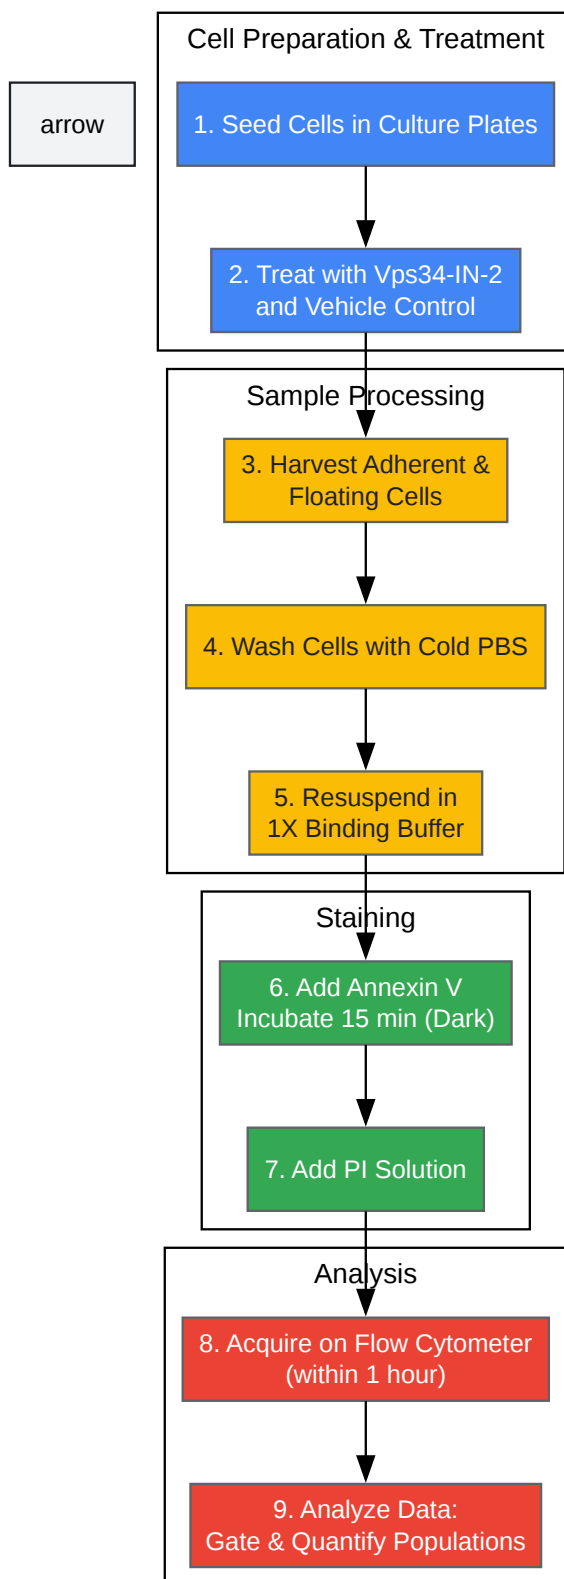 Cell Preparation & Treatment
arrow
1. Seed Cells in Culture Plates
2. Treat with Vps34-IN-2
and Vehicle Control
Sample Processing
3. Harvest Adherent &
Floating Cells
4. Wash Cells with Cold PBS
5. Resuspend in
1X Binding Buffer
Staining
6. Add Annexin V
Incubate 15 min (Dark)
7. Add PI Solution
Analysis
8. Acquire on Flow Cytometer
(within 1 hour)
9. Analyze Data:
Gate & Quantify Populations